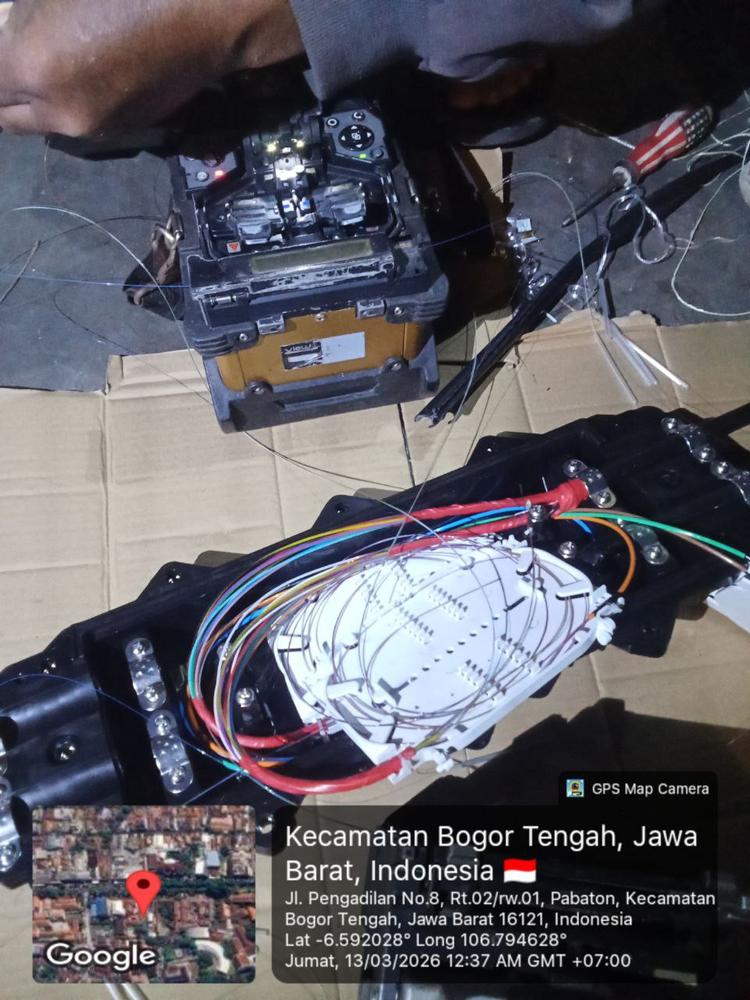 view
GPS Map Camera
Kecamatan Bogor Tengah, Jawa
Barat, Indonesia 🇮🇩
Jl. Pengadilan No.8, Rt.02/rw.01, Pabaton, Kecamatan
Bogor Tengah, Jawa Barat 16121, Indonesia
Lat -6.592028° Long 106.794628°
Jumat, 13/03/2026 12:37 AM GMT +07:00
Google